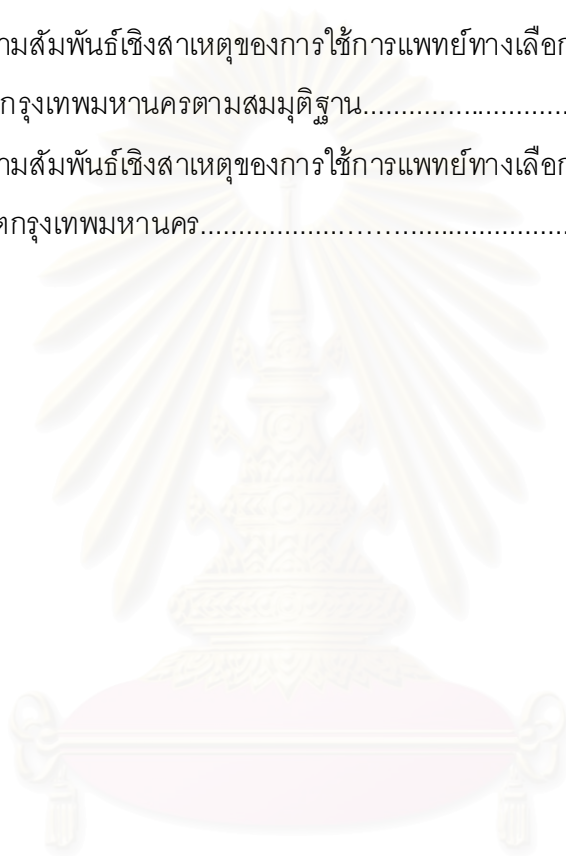 ามสัมพันธ์เชิงสาเหตุของการใช้การแพทย์ทางเลือก
กรุงเทพมหานครตามสมมุติฐาน..............................
ามสัมพันธ์เชิงสาเหตุของการใช้การแพทย์ทางเลือก
ตกรุงเทพมหานคร.................................................